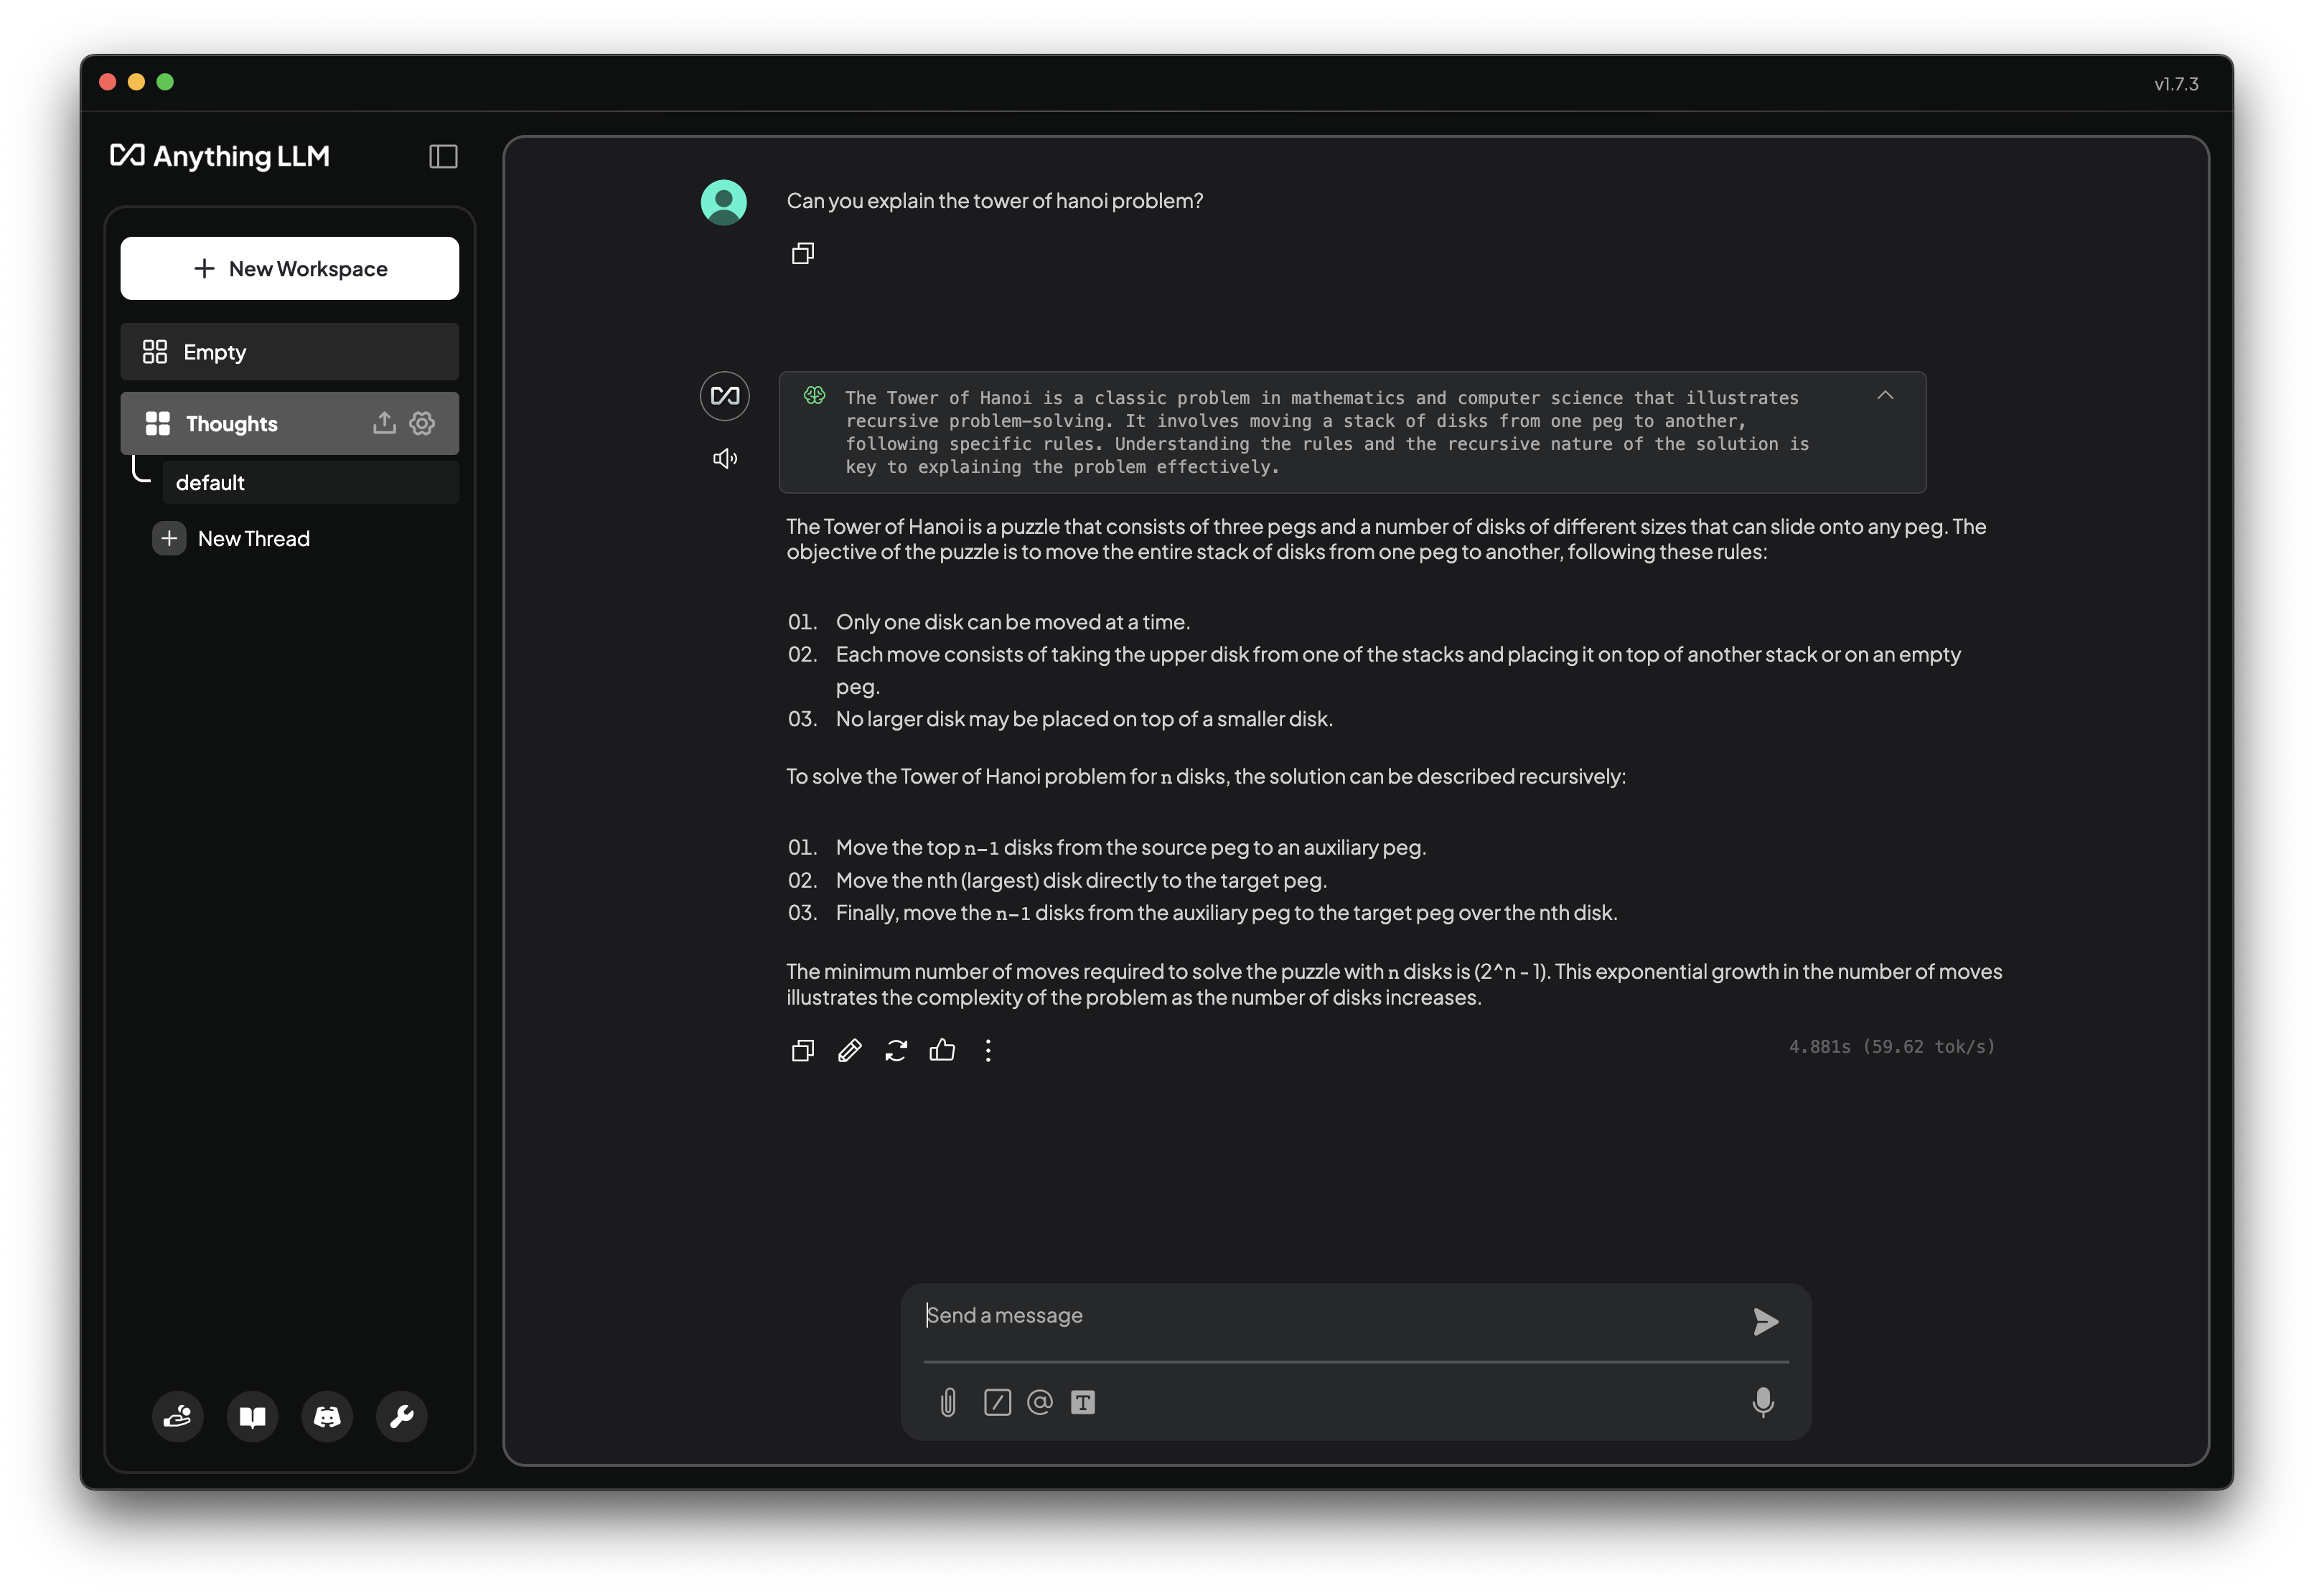 v1.7.3
Anything LLM
New Workspace
Empty
Thoughts
default
New Thread
Can you explain the tower of hanoi problem?
The Tower of Hanoi is a classic problem in mathematics and computer science that illustrates
recursive problem-solving. It involves moving a stack of disks from one peg to another,
following specific rules. Understanding the rules and the recursive nature of the solution is
key to explaining the problem effectively.
The Tower of Hanoi is a puzzle that consists of three pegs and a number of disks of different sizes that can slide onto any peg. The
objective of the puzzle is to move the entire stack of disks from one peg to another, following these rules:
01. Only one disk can be moved at a time.
02. Each move consists of taking the upper disk from one of the stacks and placing it on top of another stack or on an empty
peg.
03. No larger disk may be placed on top of a smaller disk.
To solve the Tower of Hanoi problem for n disks, the solution can be described recursively:
01. Move the top n-1 disks from the source peg to an auxiliary peg.
02. Move the nth (largest) disk directly to the target peg.
03. Finally, move the n-1 disks from the auxiliary peg to the target peg over the nth disk.
The minimum number of moves required to solve the puzzle with n disks is (2^n - 1). This exponential growth in the number of moves
illustrates the complexity of the problem as the number of disks increases.
4.881s (59.62 tok/s)
Send a message